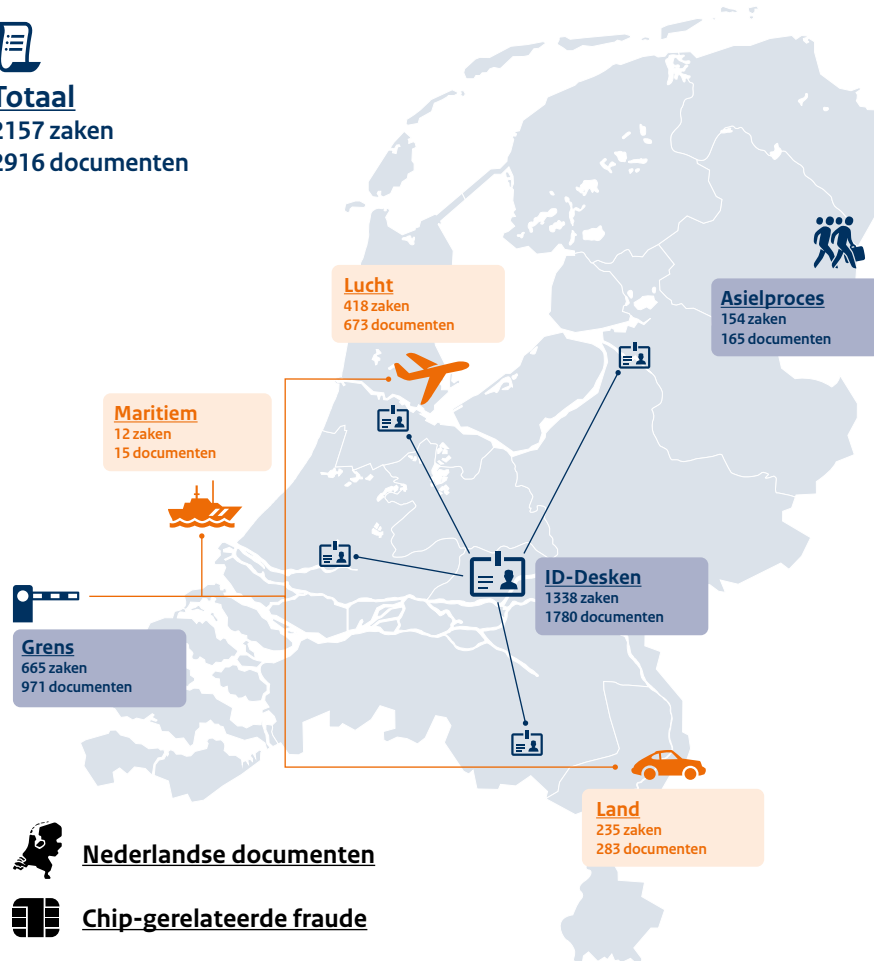 Totaal
2157 zaken
2916 documenten
Lucht
418 zaken
673 documenten
Asielproces
154 zaken
165 documenten
Maritiem
12 zaken
15 documenten
ID-Desken
1338 zaken
1780 documenten
Grens
665 zaken
971 documenten
Land
235 zaken
283 documenten
Nederlandse documenten
Chip-gerelateerde fraude